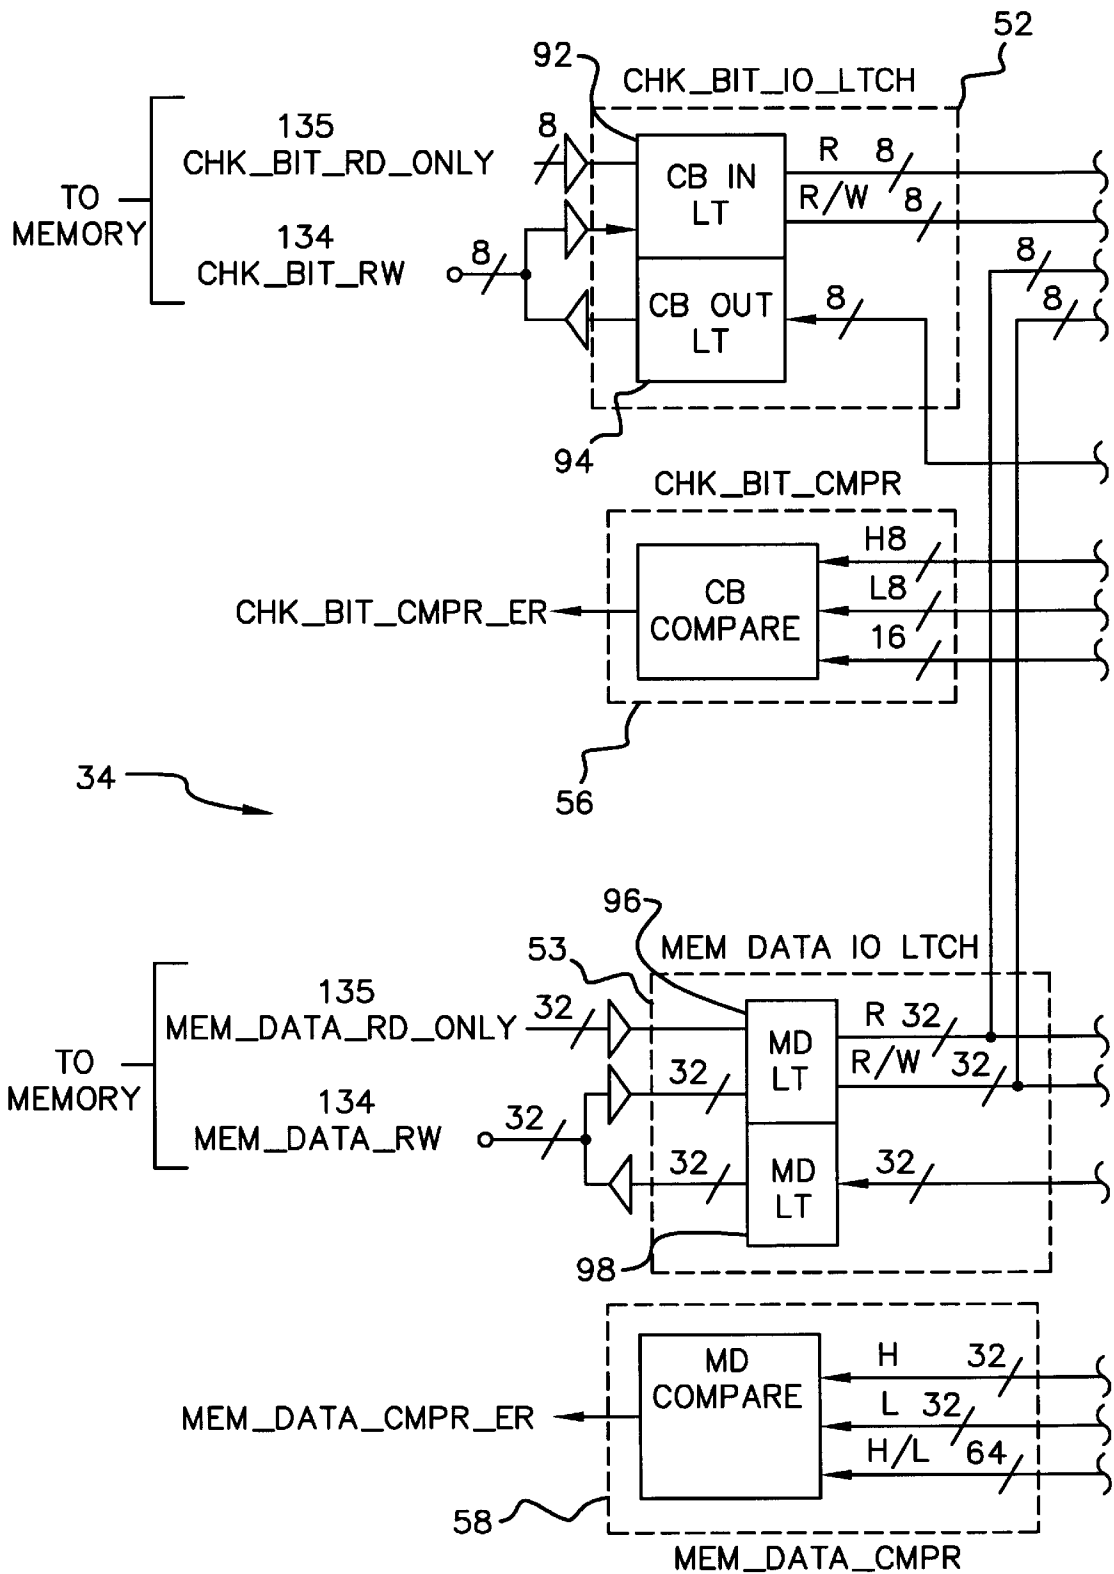 52
92
CHK_BIT_IO_LTCH
135
CHK_BIT_RD_ONLY
8
CB IN
LT
R
8
R/W
8
TO
MEMORY
134
CHK_BIT_RW
8
CB OUT
LT
8
8
8
94
CHK_BIT_CMPR
CHK_BIT_CMPR_ER
CB
COMPARE
H8
L8
16
56
34
96
53
MEM DATA IO LTCH
135
MEM_DATA_RD_ONLY
32
MD
LT
R 32
R/W 32
TO
MEMORY
32
134
MEM_DATA_RW
32
32
MD
LT
32
98
MD
COMPARE
H 32
L 32
H/L 64
MEM_DATA_CMPR_ER
58
MEM_DATA_CMPR